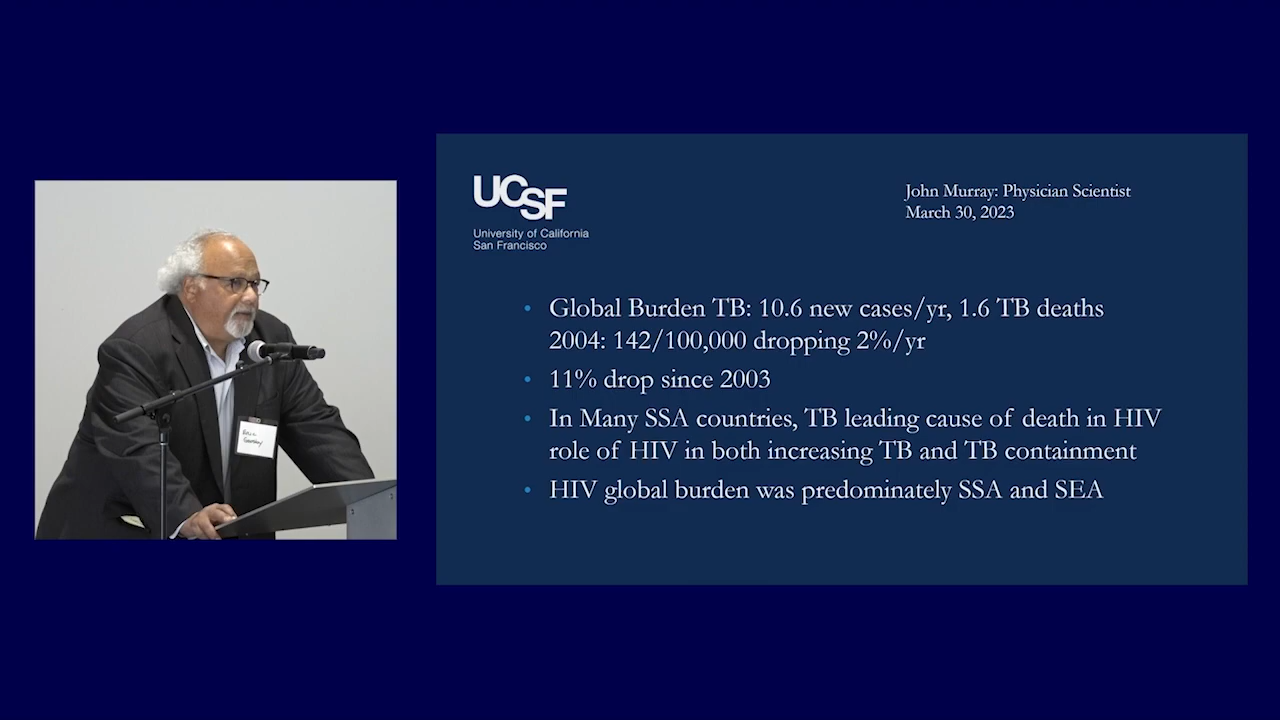 UCSF
University of California
San Francisco
John Murray: Physician Scientist
March 30, 2023
• Global Burden TB: 10.6 new cases/yr, 1.6 TB deaths
2004: 142/100,000 dropping 2%/yr
• 11% drop since 2003
• In Many SSA countries, TB leading cause of death in HIV
role of HIV in both increasing TB and TB containment
• HIV global burden was predominately SSA and SEA